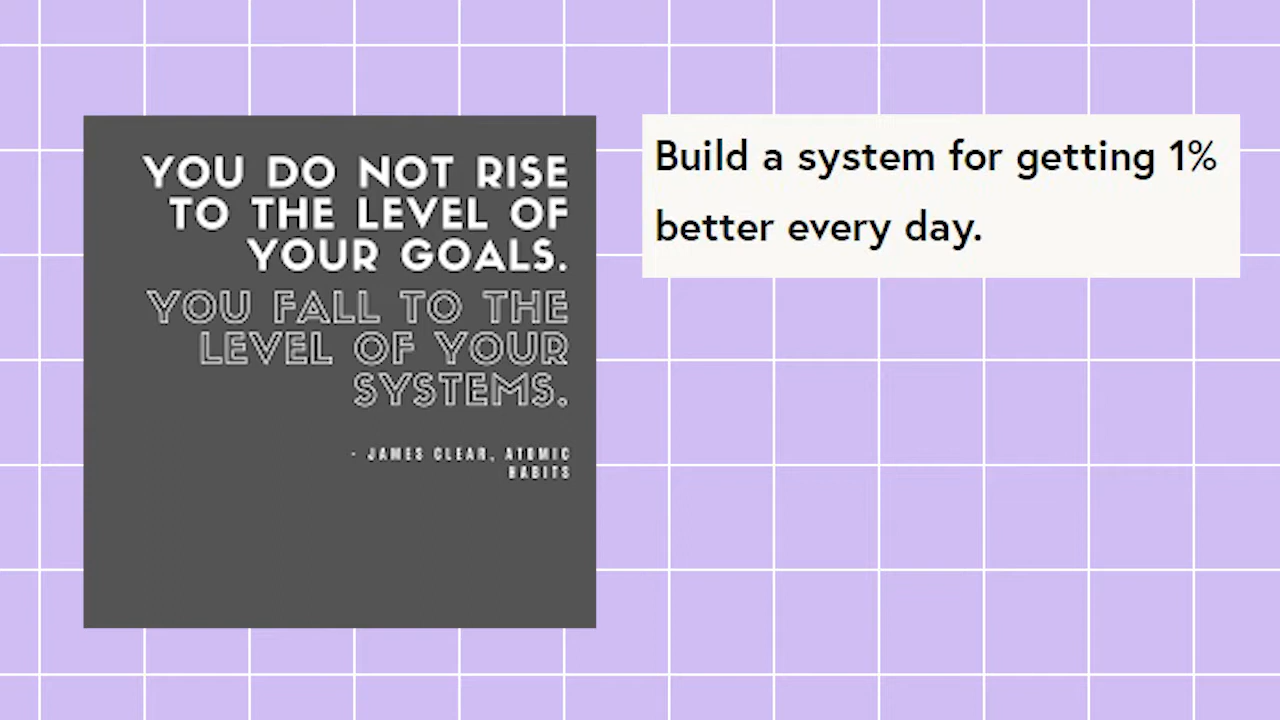 YOU DO NOT RISE
TO THE LEVEL OF
YOUR GOALS.
YOU FALL TO THE
LEVEL OF YOUR
SYSTEMS.
- JAMES CLEAR, ATOMIC
HABITS
Build a system for getting 1%
better every day.